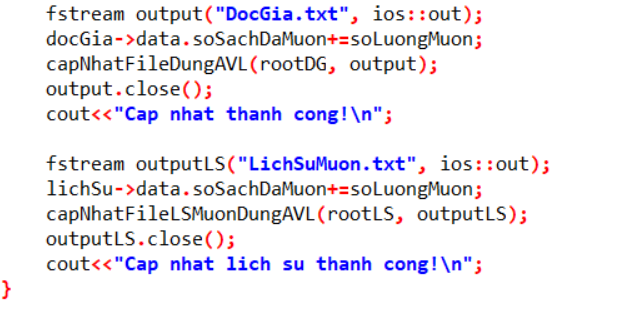 fstream output("DocGia.txt", ios::out);
docGia->data.soSachDaMuon+=soLuongMuon;
capNhatFileDungAVL(rootDG, output);
output.close();
cout<<"Cap nhat thanh cong!\n";
fstream outputLS("LichSuMuon.txt", ios::out);
lichSu->data.soSachDaMuon+=soLuongMuon;
capNhatFileLSMuonDungAVL(rootLS, outputLS);
outputLS.close();
cout<<"Cap nhat lich su thanh cong!\n";
}